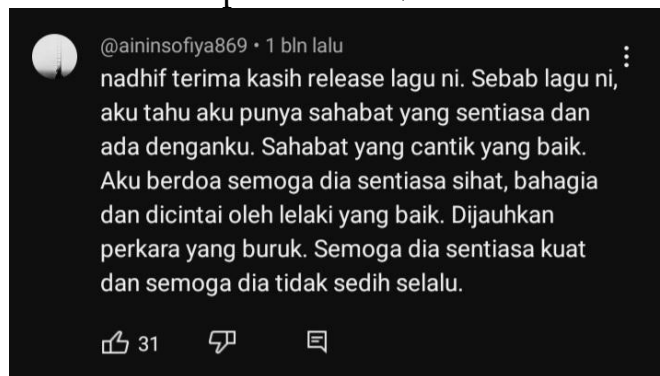 @aininsofiya869 • 1 bln lalu
nadhif terima kasih release lagu ni. Sebab lagu ni,
aku tahu aku punya sahabat yang sentiasa dan
ada denganku. Sahabat yang cantik yang baik.
Aku berdoa semoga dia sentiasa sihat, bahagia
dan dicintai oleh lelaki yang baik. Dijauhkan
perkara yang buruk. Semoga dia sentiasa kuat
dan semoga dia tidak sedih selalu.
31